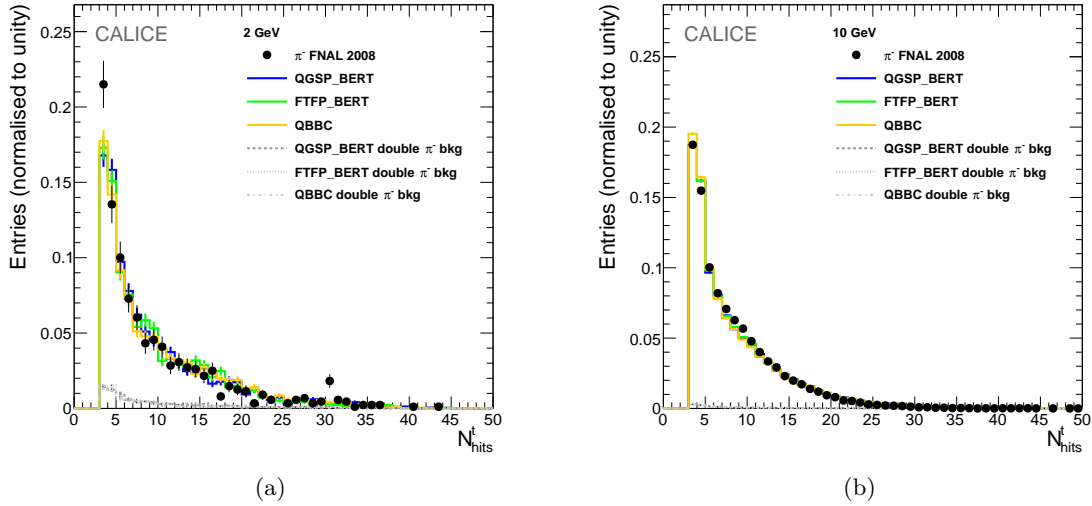 Entries (normalised to unity)
0.25
0.2
0.15
0.1
0.05
0
CALICE
2 GeV
π⁻ FNAL 2008
QGSP_BERT
FTFP_BERT
QBBC
QGSP_BERT double π⁻ bkg
FTFP_BERT double π⁻ bkg
QBBC double π⁻ bkg
0 5 10 15 20 25 30 35 40 45 50
N^t_hits
(a)
Entries (normalised to unity)
0.25
0.2
0.15
0.1
0.05
0
CALICE
10 GeV
π⁻ FNAL 2008
QGSP_BERT
FTFP_BERT
QBBC
QGSP_BERT double π⁻ bkg
FTFP_BERT double π⁻ bkg
QBBC double π⁻ bkg
0 5 10 15 20 25 30 35 40 45 50
N^t_hits
(b)